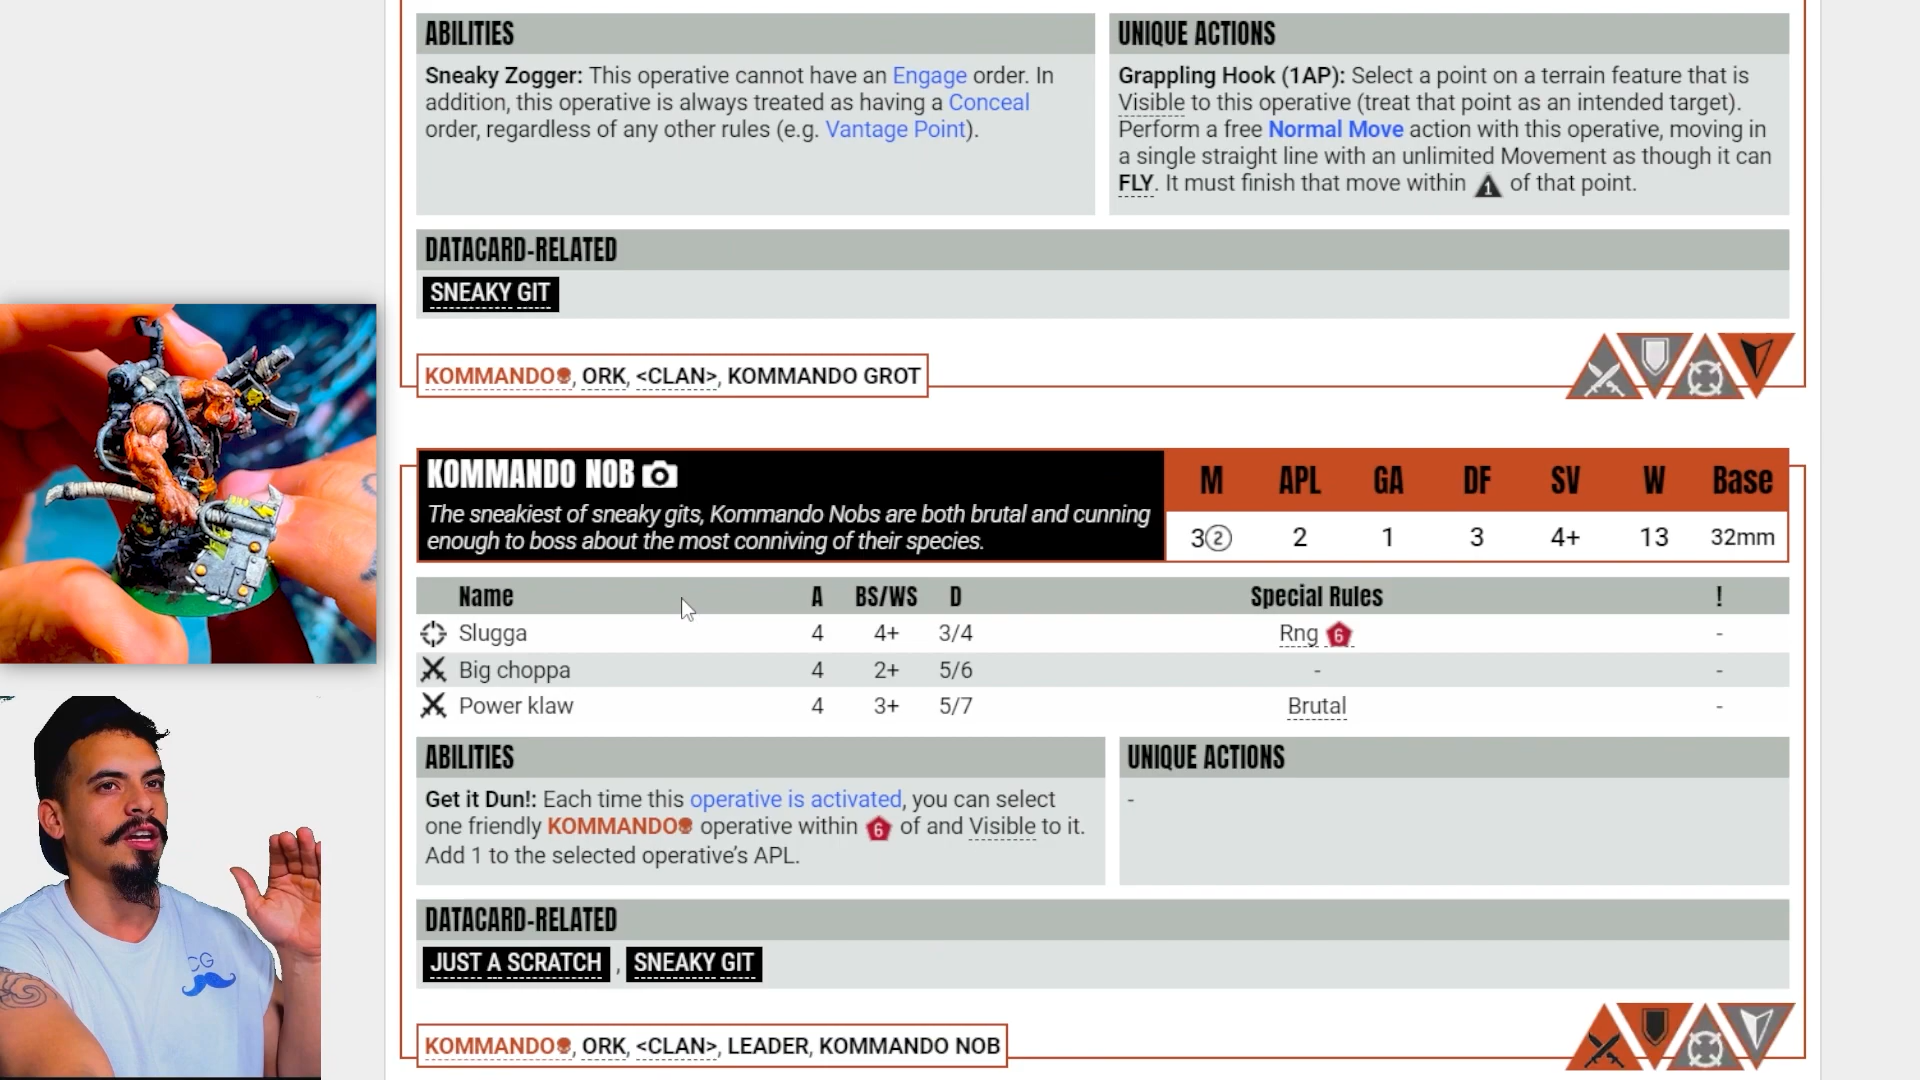 ABILITIES
Sneaky Zogger: This operative cannot have an Engage order. In
addition, this operative is always treated as having a Conceal
order, regardless of any other rules (e.g. Vantage Point).
UNIQUE ACTIONS
Grappling Hook (1AP): Select a point on a terrain feature that is
Visible to this operative (treat that point as an intended target).
Perform a free Normal Move action with this operative, moving in
a single straight line with an unlimited Movement as though it can
FLY. It must finish that move within 1 of that point.
DATACARD-RELATED
SNEAKY GIT
KOMMANDO, ORK, <CLAN>, KOMMANDO GROT
KOMMANDO NOB
The sneakiest of sneaky gits, Kommando Nobs are both brutal and cunning
enough to boss about the most conniving of their species.
M APL GA DF SV W Base
3② 2 1 3 4+ 13 32mm
Name A BS/WS D Special Rules !
Slugga 4 4+ 3/4 Rng 6 -
Big choppa 4 2+ 5/6 - -
Power klaw 4 3+ 5/7 Brutal -
ABILITIES
Get it Dun!: Each time this operative is activated, you can select
one friendly KOMMANDO operative within 6 of and Visible to it.
Add 1 to the selected operative's APL.
UNIQUE ACTIONS
-
DATACARD-RELATED
JUST A SCRATCH, SNEAKY GIT
KOMMANDO, ORK, <CLAN>, LEADER, KOMMANDO NOB
CG